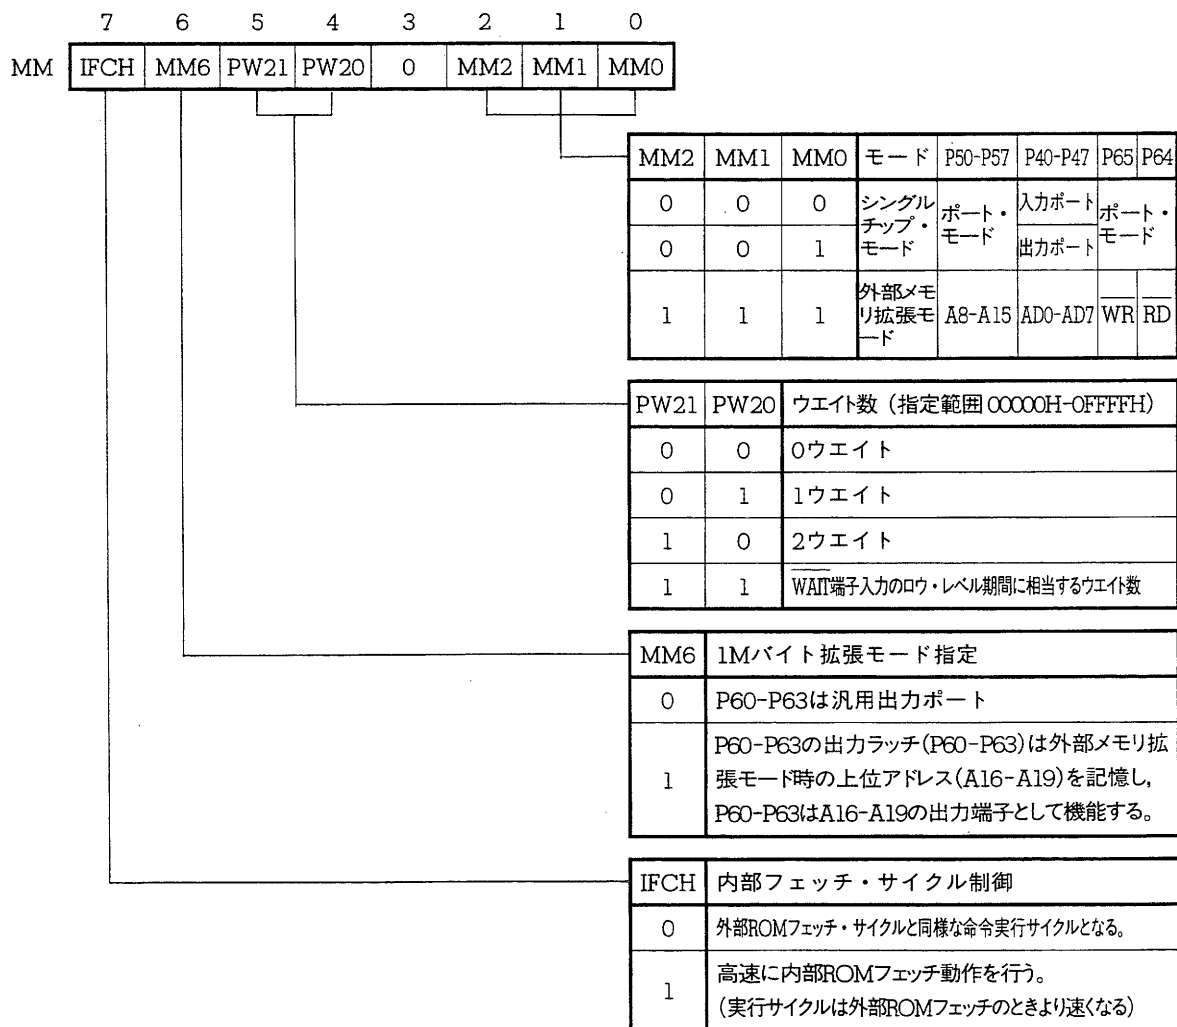 7 6 5 4 3 2 1 0
MM IFCH MM6 PW21 PW20 0 MM2 MM1 MM0
MM2 MM1 MM0 モード P50-P57 P40-P47 P65 P64
0 0 0 シングルチップ・モード ポート・モード 入力ポート ポート・モード
0 0 1 出力ポート
1 1 1 外部メモリ拡張モード A8-A15 AD0-AD7 WR RD
PW21 PW20 ウエイト数（指定範囲00000H-0FFFFH）
0 0 0ウエイト
0 1 1ウエイト
1 0 2ウエイト
1 1 WAIT端子入力のロウ・レベル期間に相当するウエイト数
MM6 1Mバイト拡張モード指定
0 P60-P63は汎用出力ポート
P60-P63の出力ラッチ(P60-P63)は外部メモリ拡
1 張モード時の上位アドレス(A16-A19)を記憶し,
P60-P63はA16-A19の出力端子として機能する。
IFCH 内部フェッチ・サイクル制御
0 外部ROMフェッチ・サイクルと同様な命令実行サイクルとなる。
1 高速に内部ROMフェッチ動作を行う。
（実行サイクルは外部ROMフェッチのときより速くなる）